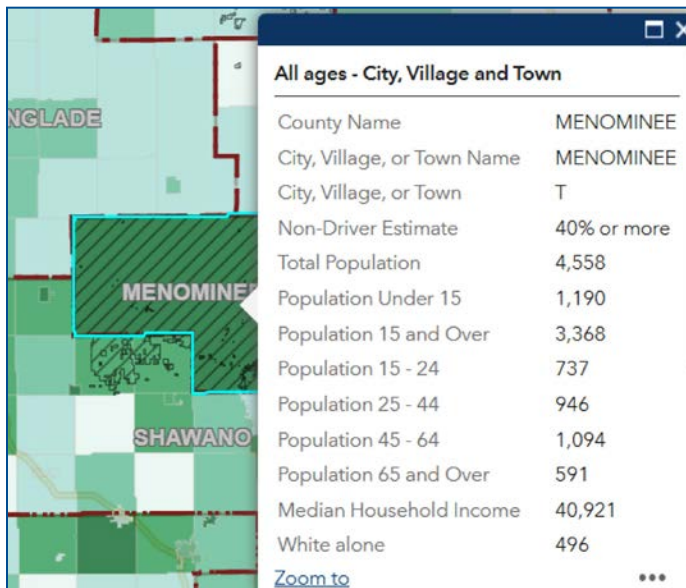 NGLADE
MENOMINE
SHAWANO
All ages - City, Village and Town
County Name MENOMINEE
City, Village, or Town Name MENOMINEE
City, Village, or Town T
Non-Driver Estimate 40% or more
Total Population 4,558
Population Under 15 1,190
Population 15 and Over 3,368
Population 15 - 24 737
Population 25 - 44 946
Population 45 - 64 1,094
Population 65 and Over 591
Median Household Income 40,921
White alone 496
Zoom to •••